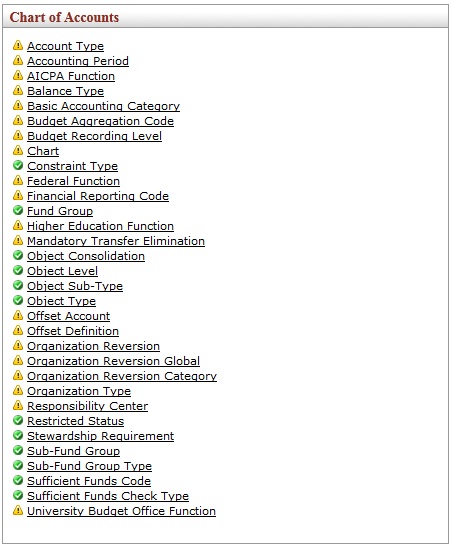 Chart of Accounts
Account Type
Accounting Period
AICPA Function
Balance Type
Basic Accounting Category
Budget Aggregation Code
Budget Recording Level
Chart
Constraint Type
Federal Function
Financial Reporting Code
Fund Group
Higher Education Function
Mandatory Transfer Elimination
Object Consolidation
Object Level
Object Sub-Type
Object Type
Offset Account
Offset Definition
Organization Reversion
Organization Reversion Global
Organization Reversion Category
Organization Type
Responsibility Center
Restricted Status
Stewardship Requirement
Sub-Fund Group
Sub-Fund Group Type
Sufficient Funds Code
Sufficient Funds Check Type
University Budget Office Function